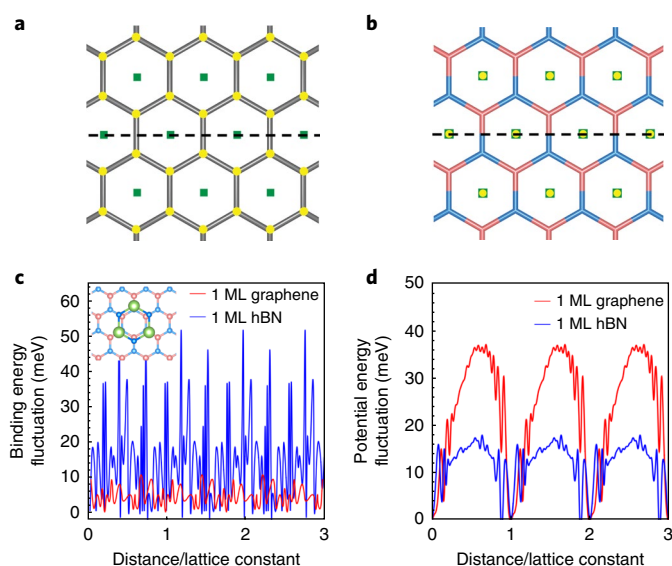 a
b
c
1 ML graphene
1 ML hBN
Binding energy
fluctuation (meV)
60
50
40
30
20
10
0
0
1
2
3
Distance/lattice constant
d
1 ML graphene
1 ML hBN
Potential energy
fluctuation (meV)
50
40
30
20
10
0
0
1
2
3
Distance/lattice constant